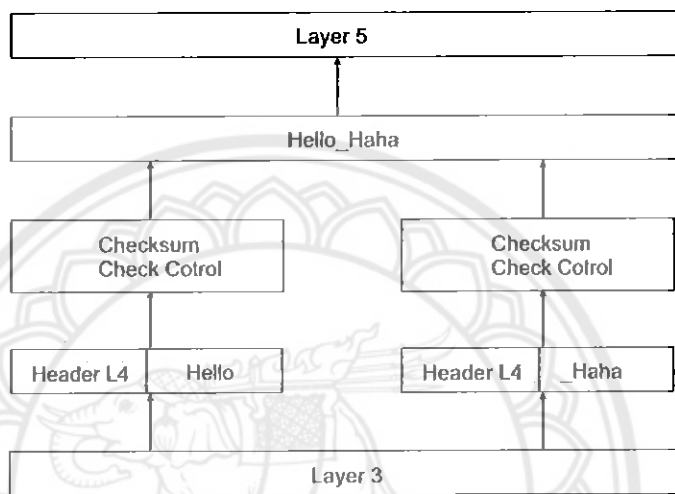 Layer 5
Hello_Haha
Checksum
Check Cotrol
Checksum
Check Cotrol
Header L4
Hello
Header L4
_Haha
Layer 3